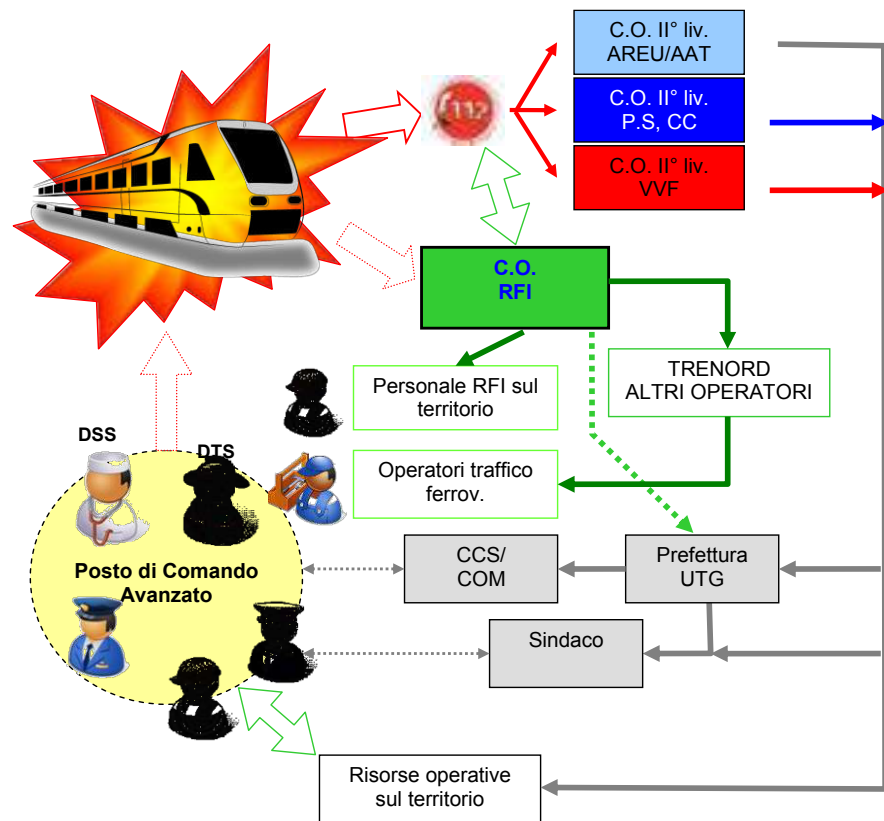 C.O. II° liv.
AREU/AAT
112
C.O. II° liv.
P.S, CC
C.O. II° liv.
VVF
C.O.
RFI
Personale RFI sul
territorio
TRENORD
ALTRI OPERATORI
DSS
DTS
Operatori traffico
ferrov.
Posto di Comando
Avanzato
CCS/
COM
Prefettura
UTG
Sindaco
Risorse operative
sul territorio